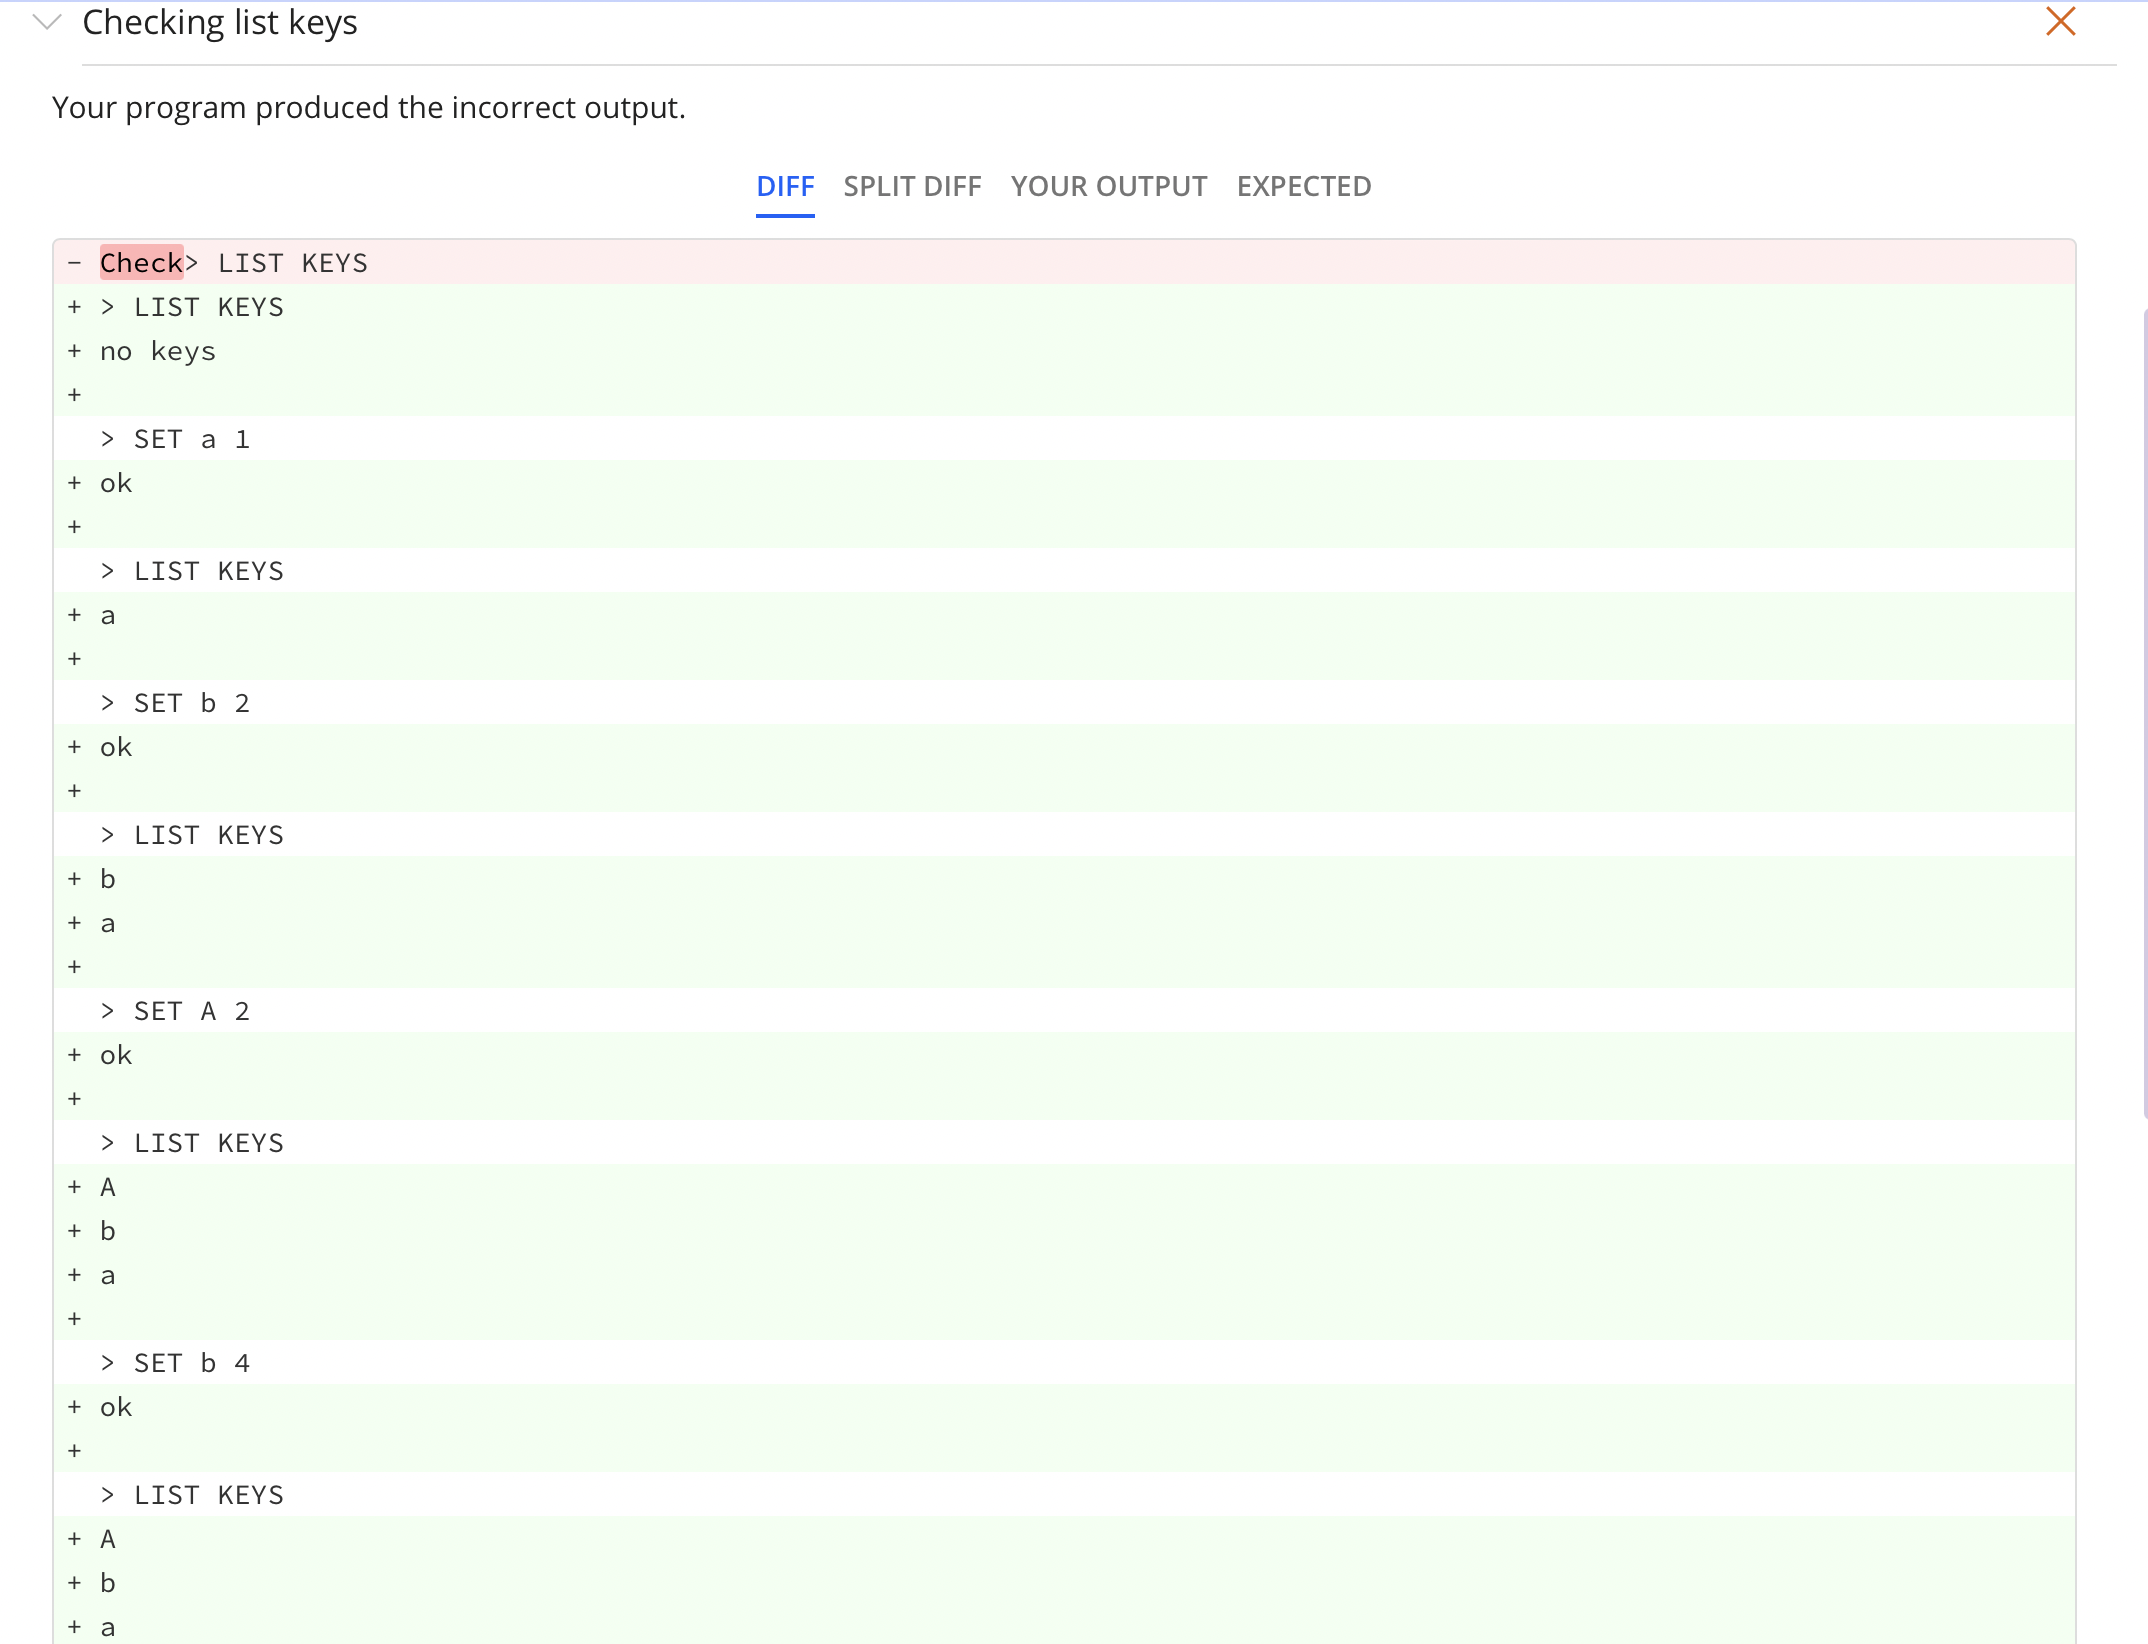 Checking list keys
Your program produced the incorrect output.
DIFF SPLIT DIFF YOUR OUTPUT EXPECTED
- Check> LIST KEYS
+ > LIST KEYS
+ no keys
+
> SET a 1
+ ok
+
> LIST KEYS
+ a
+
> SET b 2
+ ok
+
> LIST KEYS
+ b
+ a
+
> SET A 2
+ ok
+
> LIST KEYS
+ A
+ b
+ a
+
> SET b 4
+ ok
+
> LIST KEYS
+ A
+ b
+ a